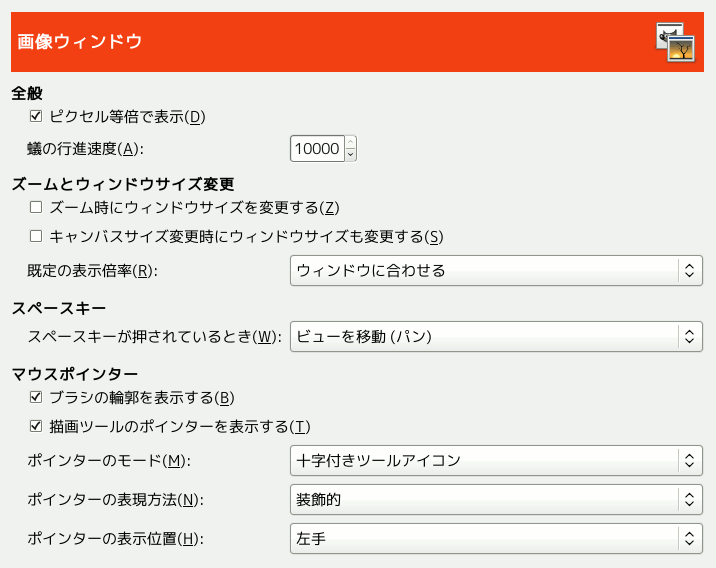 画像ウィンドウ
全般
ピクセル等倍で表示(D)
蟻の行進速度(A): 10000
ズームとウィンドウサイズ変更
ズーム時にウィンドウサイズを変更する(Z)
キャンバスサイズ変更時にウィンドウサイズも変更する(S)
既定の表示倍率(R): ウィンドウに合わせる
スペースキー
スペースキーが押されているとき(W): ビューを移動 (パン)
マウスポインター
ブラシの輪郭を表示する(B)
描画ツールのポインターを表示する(T)
ポインターのモード(M): 十字付きツールアイコン
ポインターの表現方法(N): 装飾的
ポインターの表示位置(H): 左手